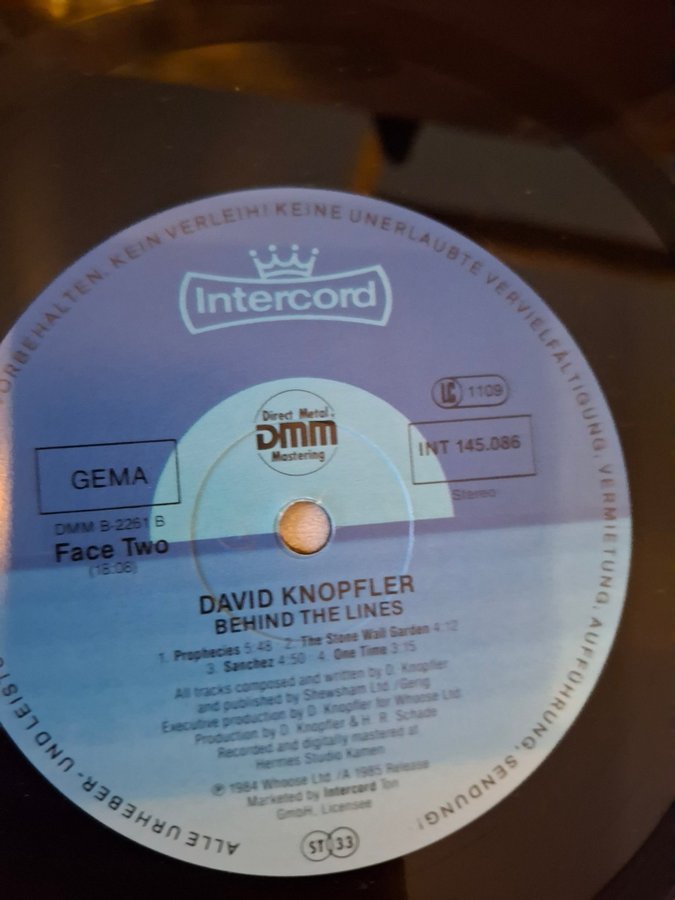 ALLE URHEBER- UND LEIS
ORBEHALTEN. KEIN VERLEIH! KEINE UNERLAUBTE VERVIELFÄLTIGUNG, VERMIETUNG, AUFFÜHRUNG, SENDUNG!
Intercord
LC 1109
Direct Metal
DMM
Mastering
GEMA
INT 145.086
Stereo
DMM B-2261 B
Face Two
(18:08)
DAVID KNOPFLER
BEHIND THE LINES
1. Prophecies 5:48 2. The Stone Wall Garden 4:12
3. Sanchez 4:50 4. One Time 3:15
All tracks composed and written by D. Knopfler
and published by Shewsham Ltd./Gerig
Executive production by D. Knopfler for Whoose Ltd.
Production by D. Knopfler & H. R. Schade
Recorded and digitally mastered at
Hermes Studio Kamen
℗ 1984 Whoose Ltd./A 1985 Release
Marketed by Intercord Ton
GmbH. Licensee
ST 33